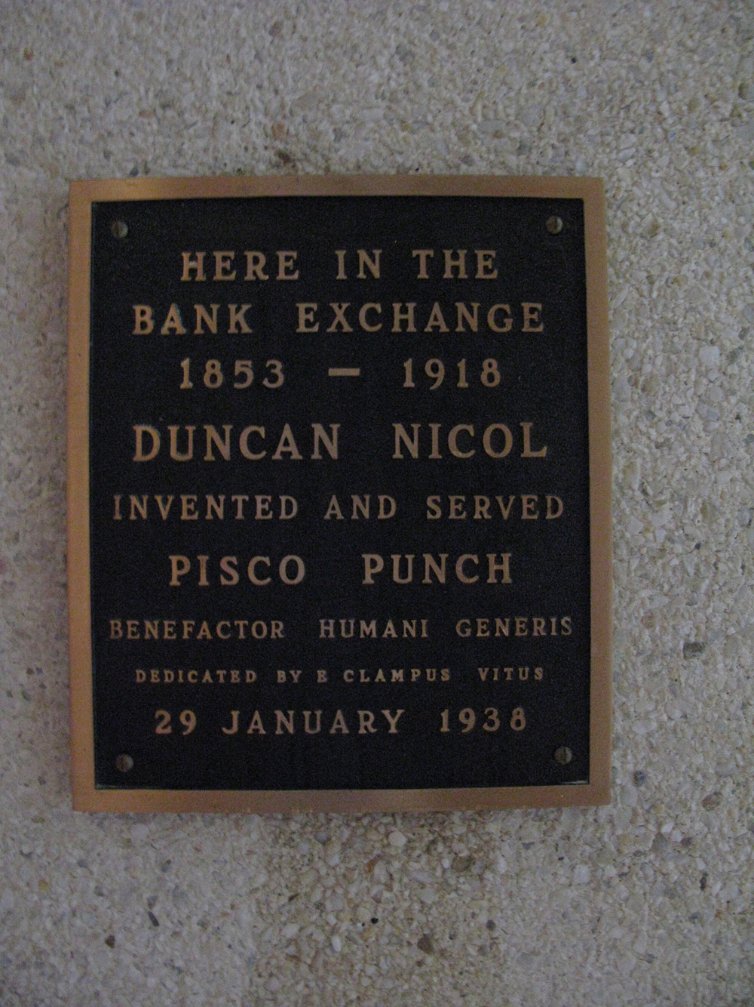 HERE IN THE
BANK EXCHANGE
1853 — 1918
DUNCAN NICOL
INVENTED AND SERVED
PISCO PUNCH
BENEFACTOR HUMANI GENERIS
DEDICATED BY E CLAMPUS VITUS
29 JANUARY 1938